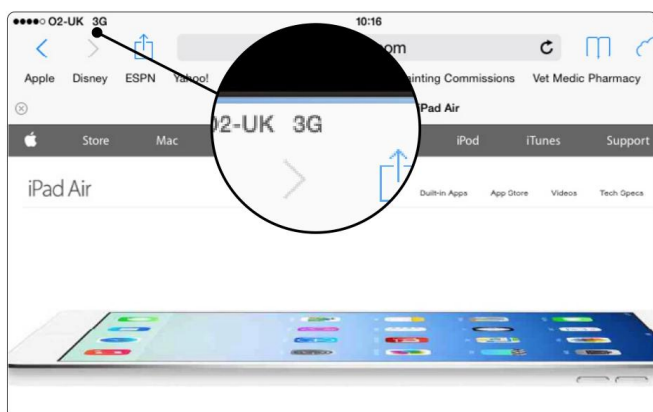 O2-UK 3G 10:16
om
Apple Disney ESPN Yahoo! ainting Commissions Vet Medic Pharmacy
iPad Air
O2-UK 3G
Store Mac iPod iTunes Support
iPad Air Built-in Apps App Store Videos Tech Specs